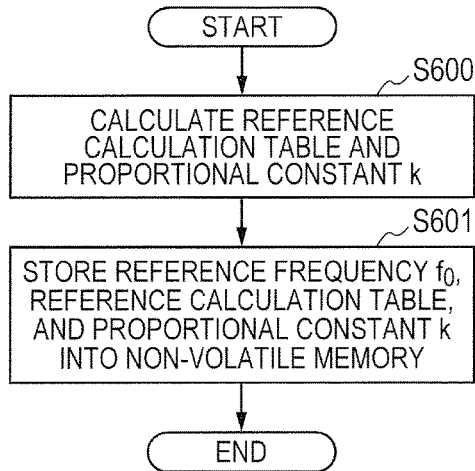 START
S600
CALCULATE REFERENCE
CALCULATION TABLE AND
PROPORTIONAL CONSTANT k
S601
STORE REFERENCE FREQUENCY f0,
REFERENCE CALCULATION TABLE,
AND PROPORTIONAL CONSTANT k
INTO NON-VOLATILE MEMORY
END